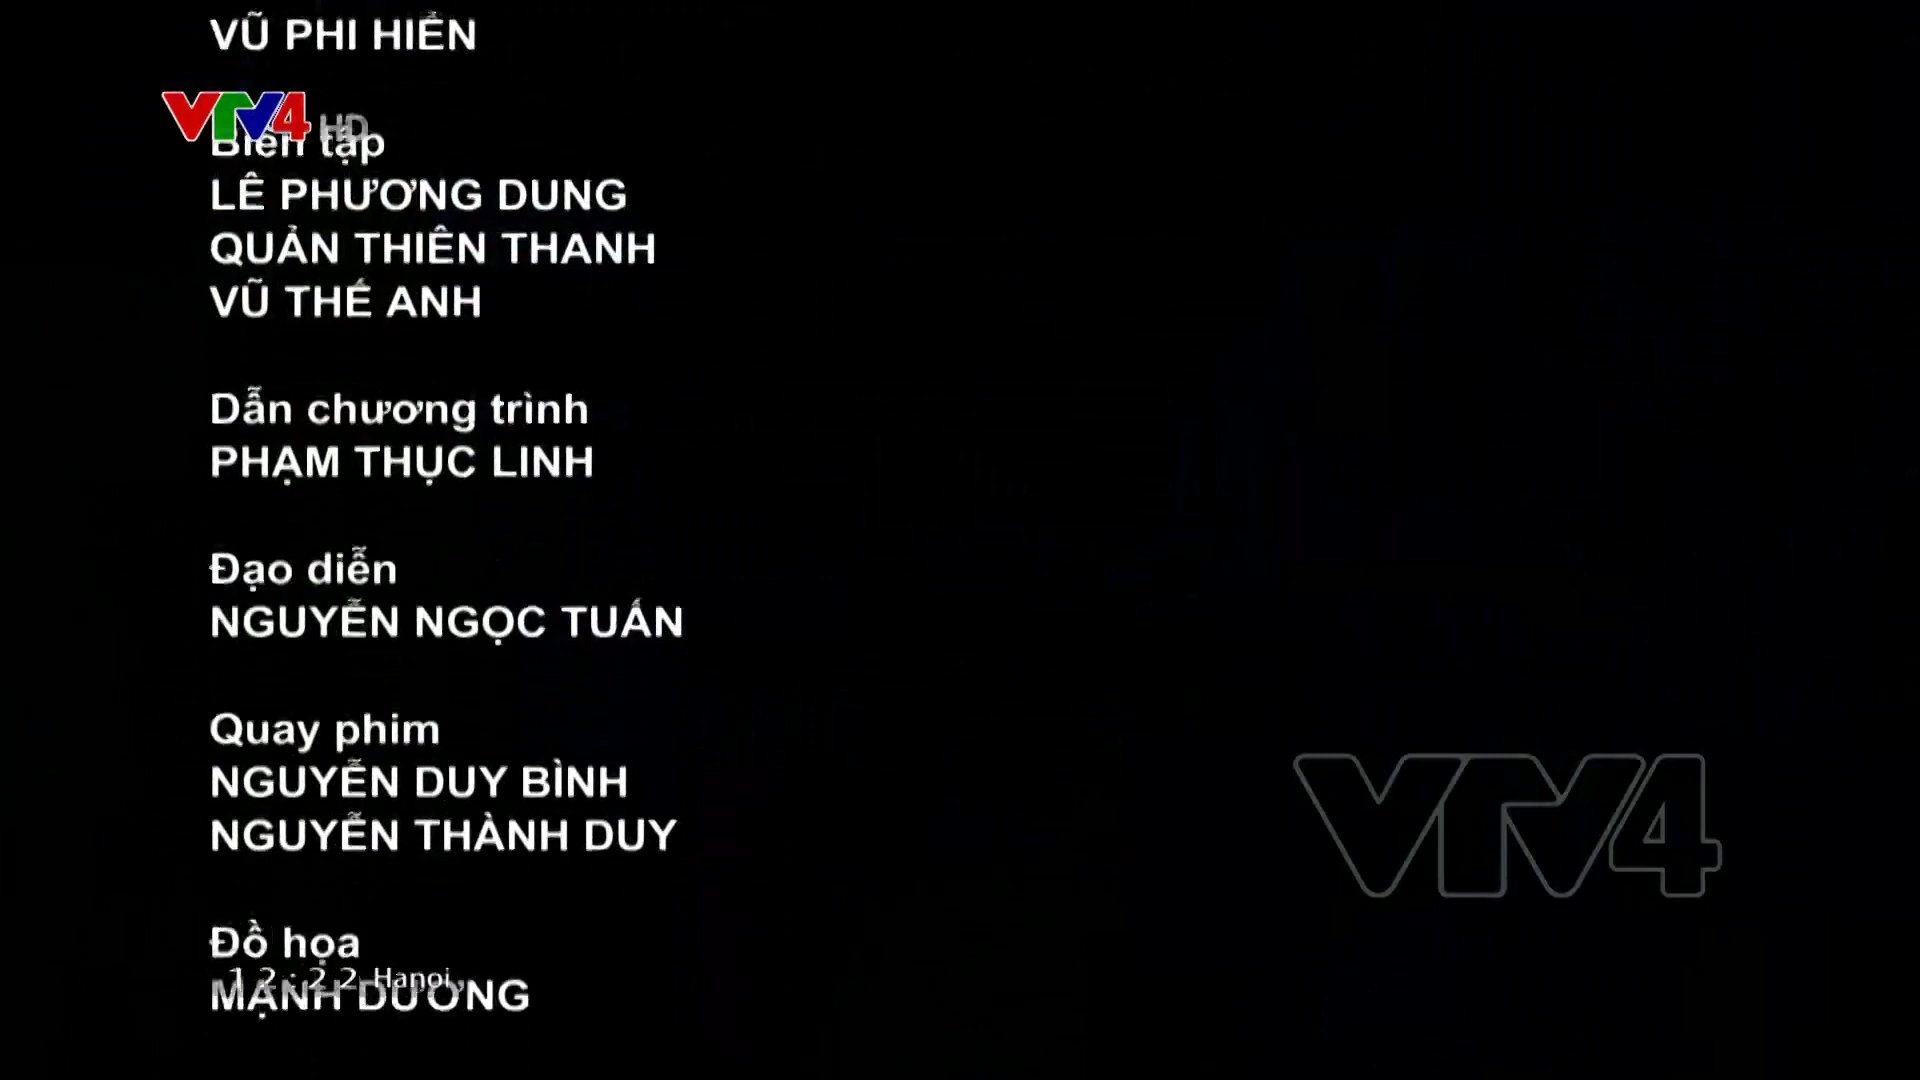 VŨ PHI HIỂN
VTV4 HD
Biên tập
LÊ PHƯƠNG DUNG
QUẢN THIÊN THANH
VŨ THẾ ANH
Dẫn chương trình
PHẠM THỤC LINH
Đạo diễn
NGUYỄN NGỌC TUẤN
Quay phim
NGUYỄN DUY BÌNH
NGUYỄN THÀNH DUY
VTV4
Đồ họa
12:22 Hanoi
MẠNH DƯƠNG